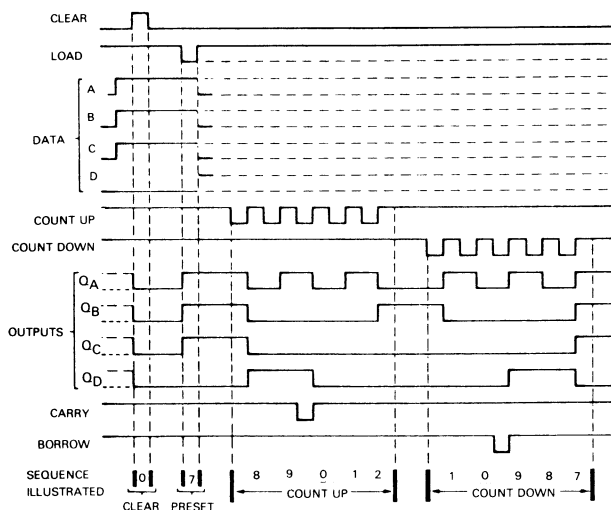 CLEAR
LOAD
A
B
DATA
C
D
COUNT UP
COUNT DOWN
QA
QB
OUTPUTS
QC
QD
CARRY
BORROW
SEQUENCE ILLUSTRATED
0 7 8 9 0 1 2 1 0 9 8 7
CLEAR PRESET COUNT UP COUNT DOWN